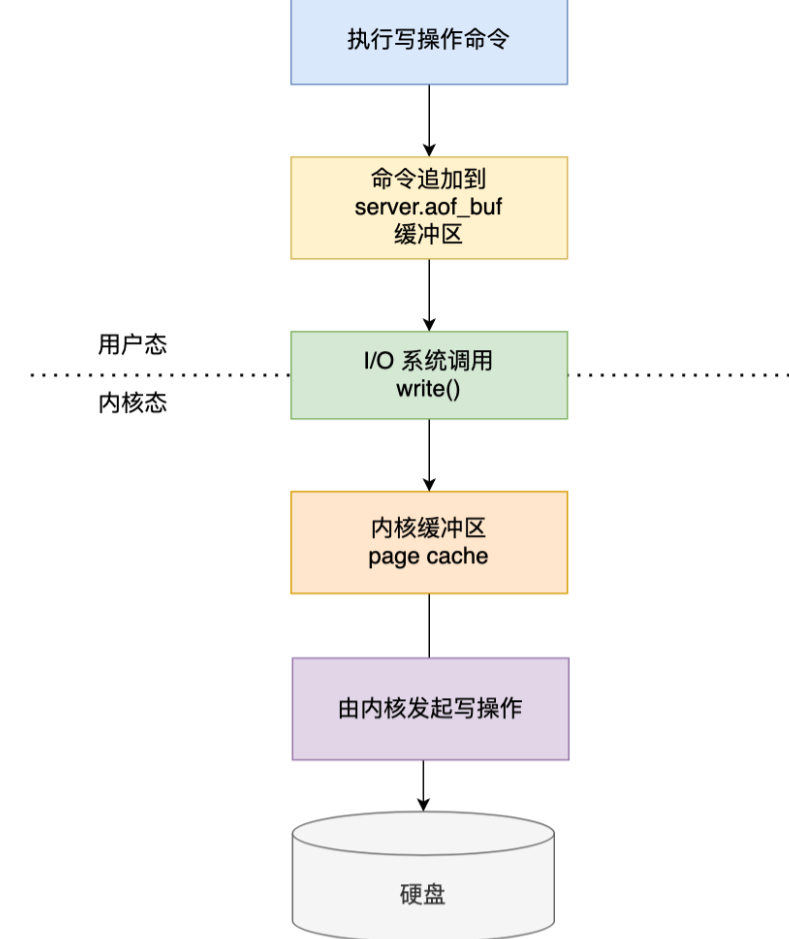 执行写操作命令
命令追加到
server.aof_buf
缓冲区
用户态
I/O 系统调用
write()
内核态
内核缓冲区
page cache
由内核发起写操作
硬盘